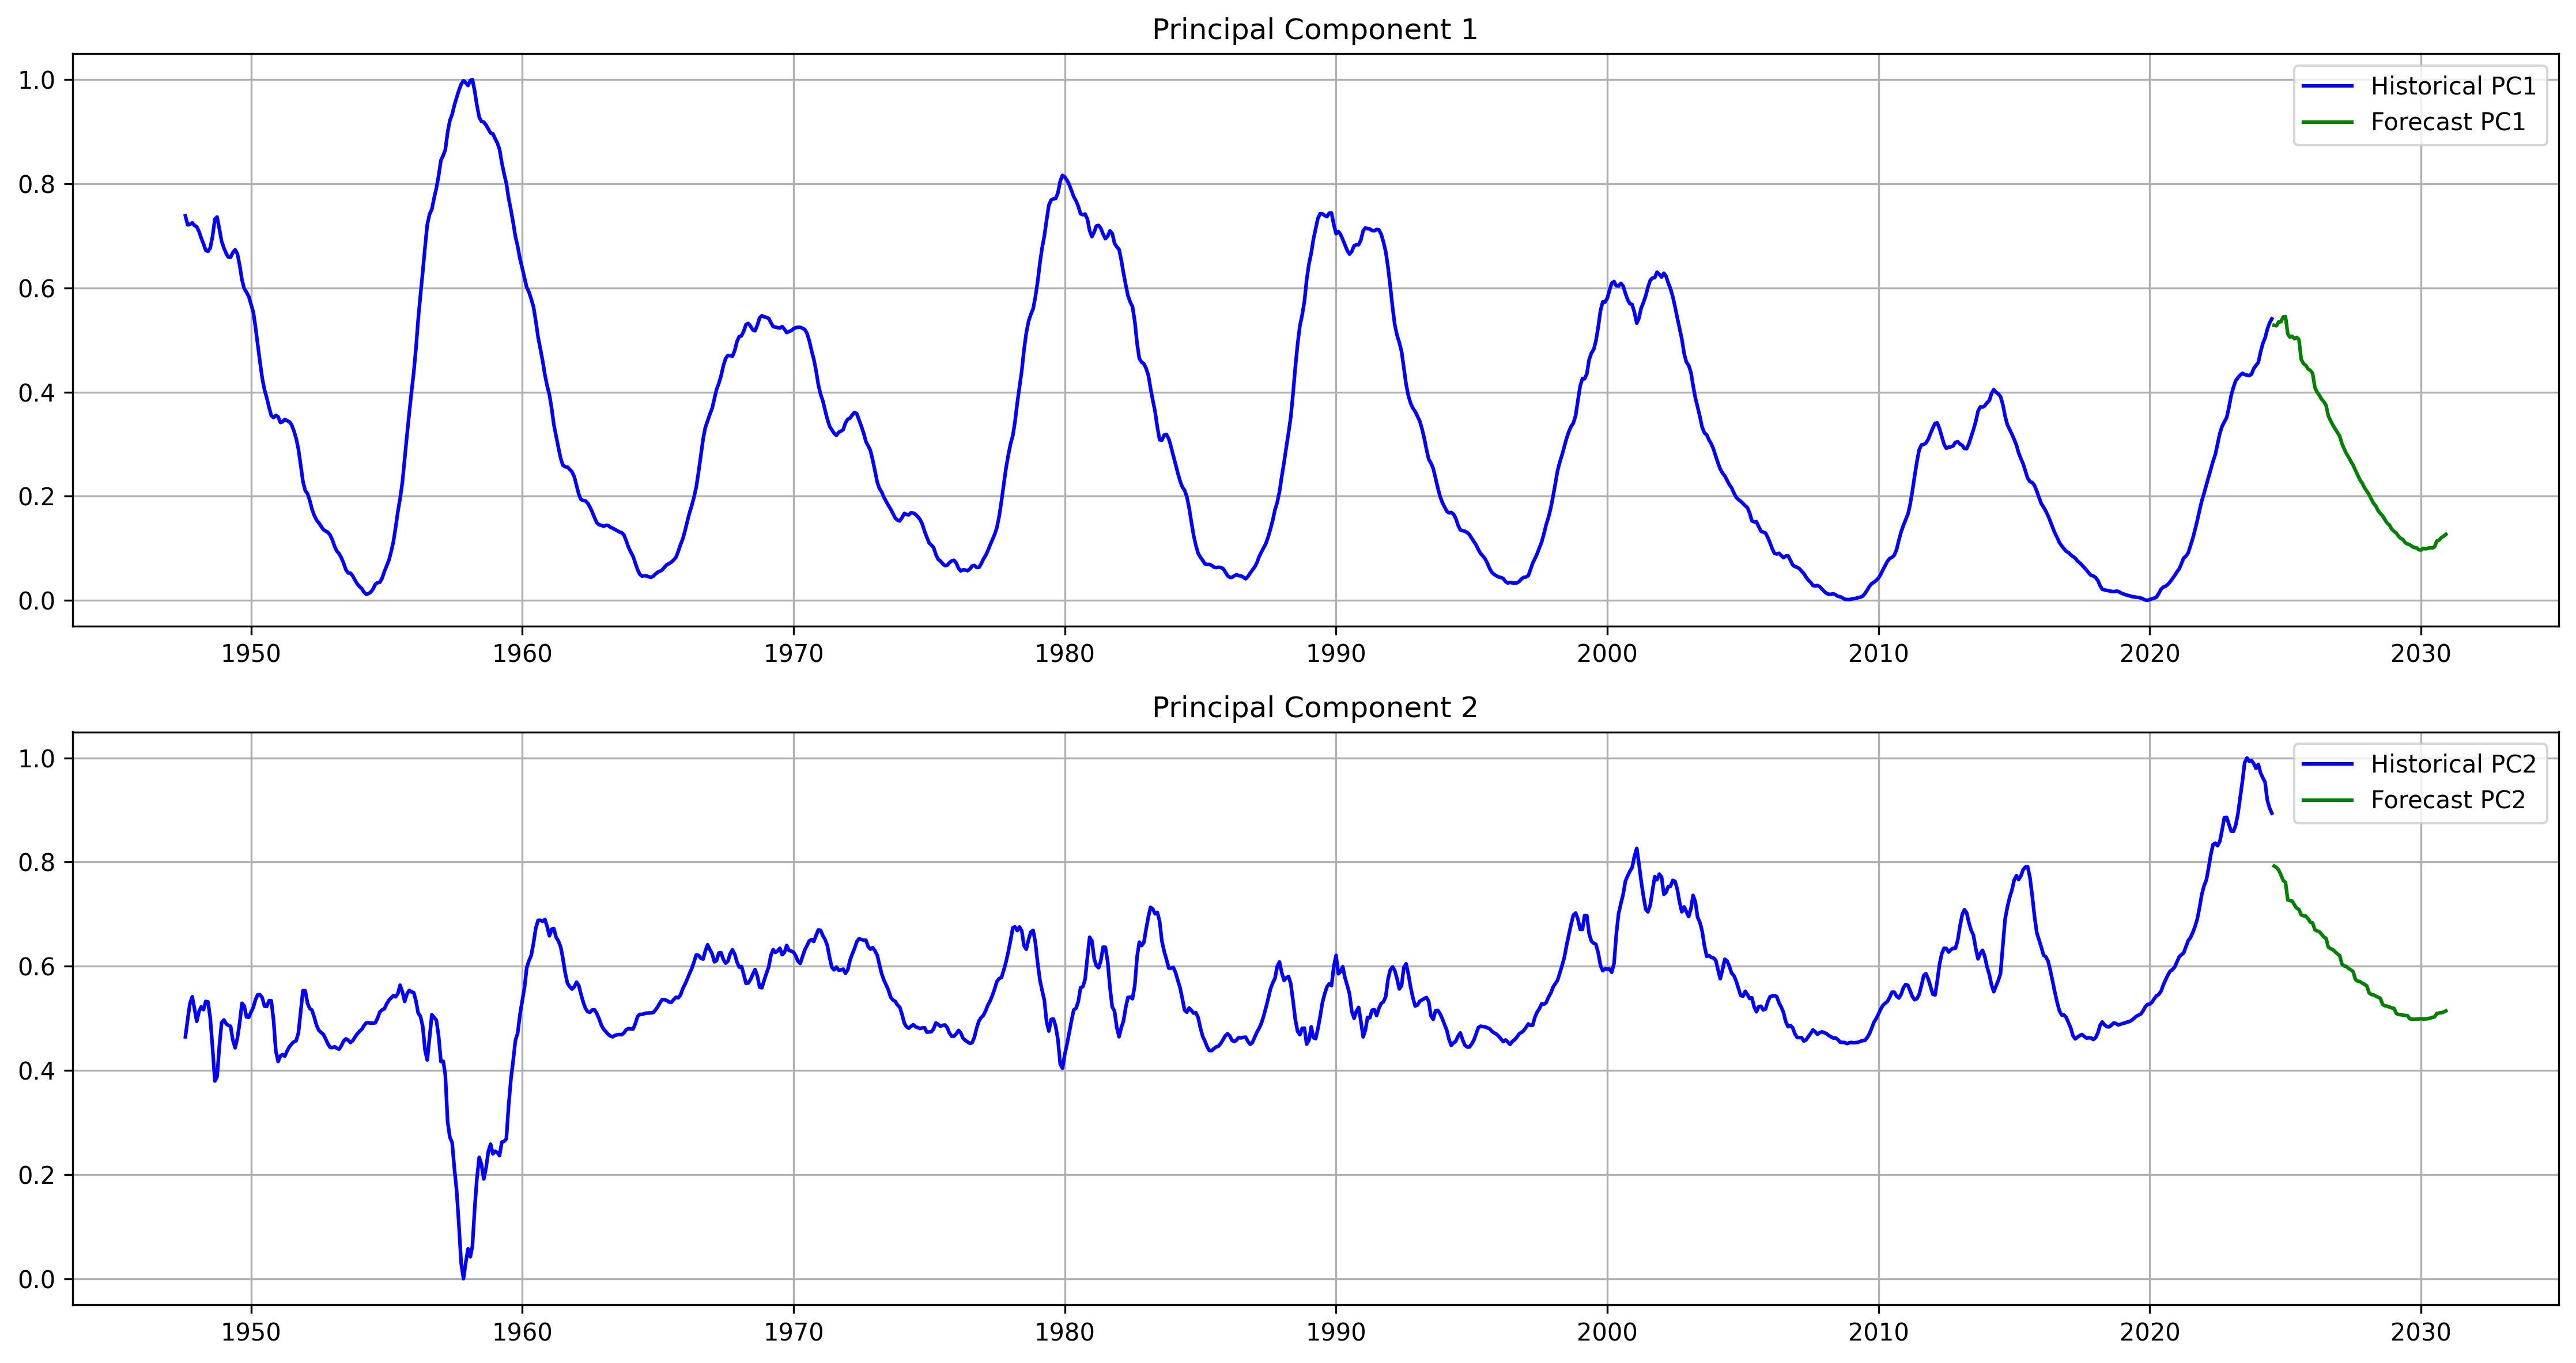 Principal Component 1
1.0
0.8
0.6
0.4
0.2
0.0
Historical PC1
Forecast PC1
1950 1960 1970 1980 1990 2000 2010 2020 2030
Principal Component 2
1.0
0.8
0.6
0.4
0.2
0.0
Historical PC2
Forecast PC2
1950 1960 1970 1980 1990 2000 2010 2020 2030